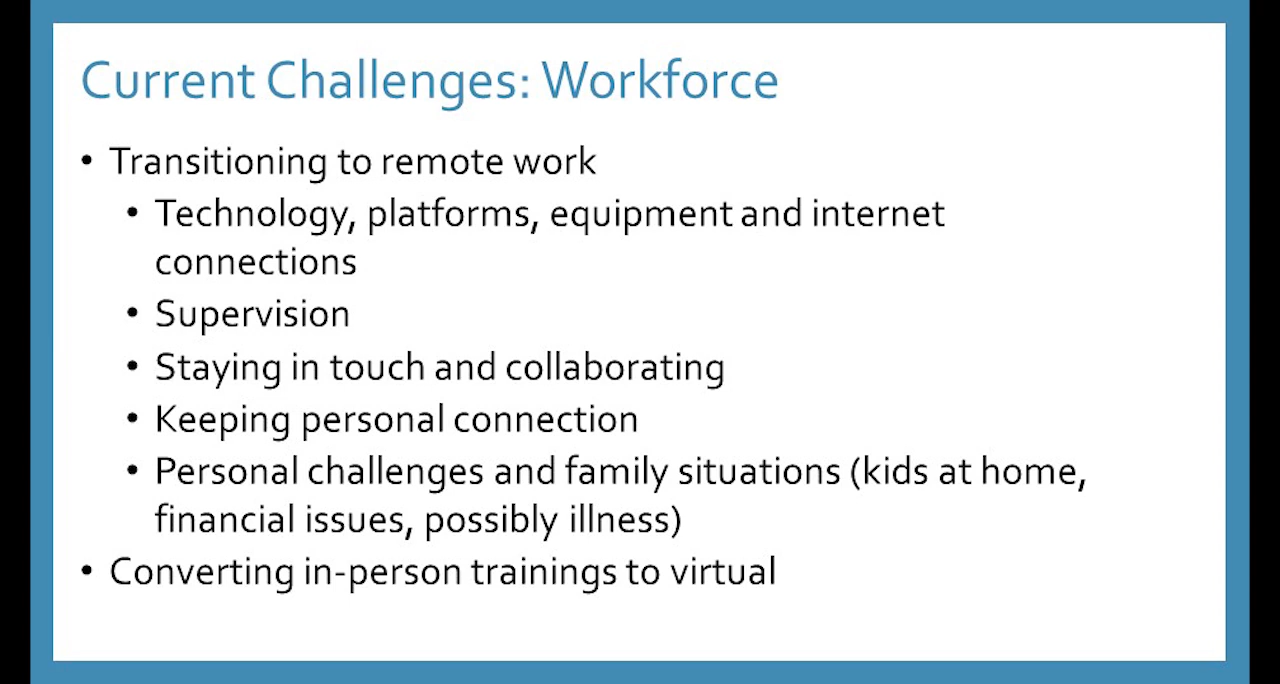 Current Challenges: Workforce
• Transitioning to remote work
• Technology, platforms, equipment and internet
connections
• Supervision
• Staying in touch and collaborating
• Keeping personal connection
• Personal challenges and family situations (kids at home,
financial issues, possibly illness)
• Converting in-person trainings to virtual